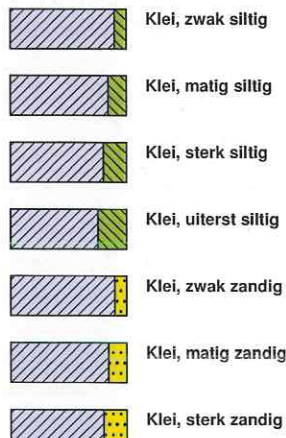 Klei, zwak siltig
Klei, matig siltig
Klei, sterk siltig
Klei, uiterst siltig
Klei, zwak zandig
Klei, matig zandig
Klei, sterk zandig